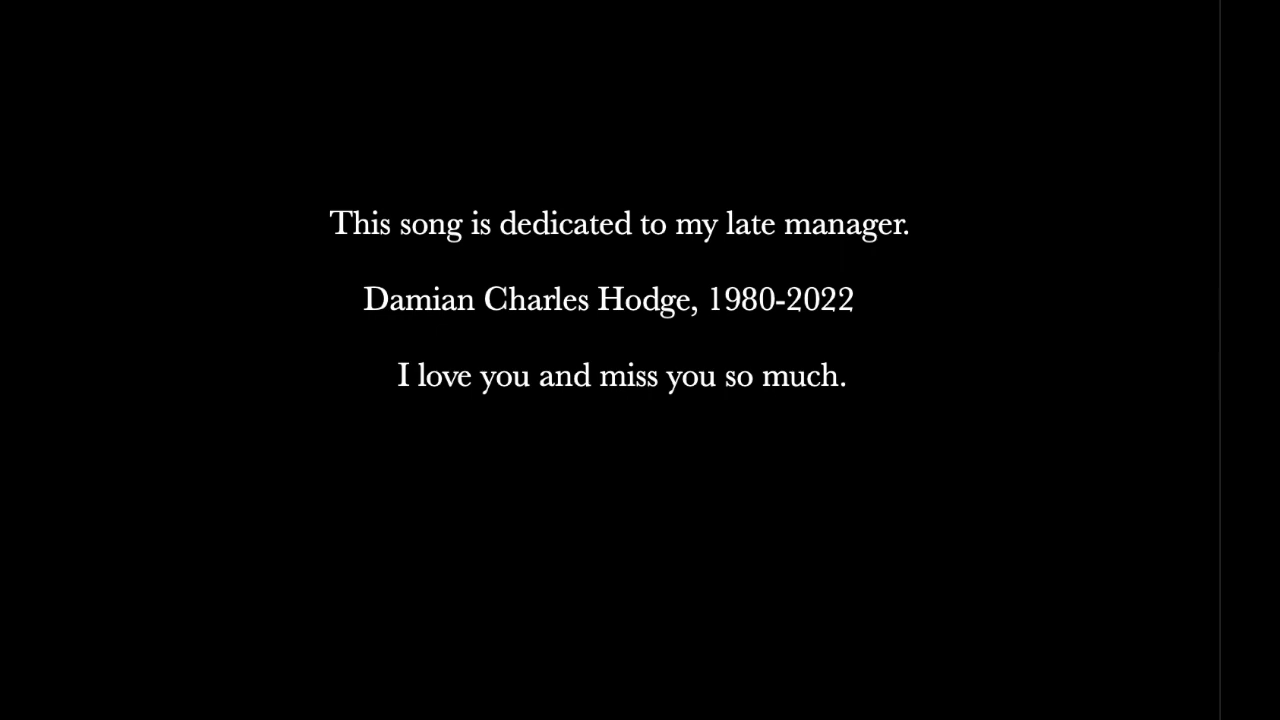 This song is dedicated to my late manager.
Damian Charles Hodge, 1980-2022
I love you and miss you so much.